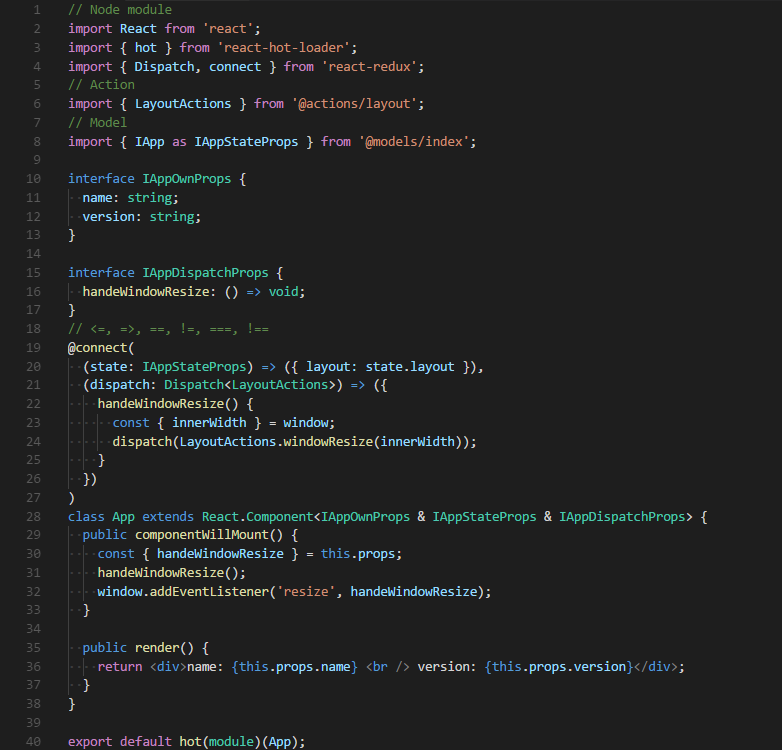 1 // Node module
2 import React from 'react';
3 import { hot } from 'react-hot-loader';
4 import { Dispatch, connect } from 'react-redux';
5 // Action
6 import { LayoutActions } from '@actions/layout';
7 // Model
8 import { IApp as IAppStateProps } from '@models/index';
9
10 interface IAppOwnProps {
11 name: string;
12 version: string;
13 }
14
15 interface IAppDispatchProps {
16 handeWindowResize: () => void;
17 }
18 // <=, =>, ==, !=, ===, !==
19 @connect(
20 (state: IAppStateProps) => ({ layout: state.layout }),
21 (dispatch: Dispatch<LayoutActions>) => ({
22 handeWindowResize() {
23 const { innerWidth } = window;
24 dispatch(LayoutActions.windowResize(innerWidth));
25 }
26 })
27 )
28 class App extends React.Component<IAppOwnProps & IAppStateProps & IAppDispatchProps> {
29 public componentWillMount() {
30 const { handeWindowResize } = this.props;
31 handeWindowResize();
32 window.addEventListener('resize', handeWindowResize);
33 }
34
35 public render() {
36 return <div>name: {this.props.name} <br /> version: {this.props.version}</div>;
37 }
38 }
39
40 export default hot(module)(App);